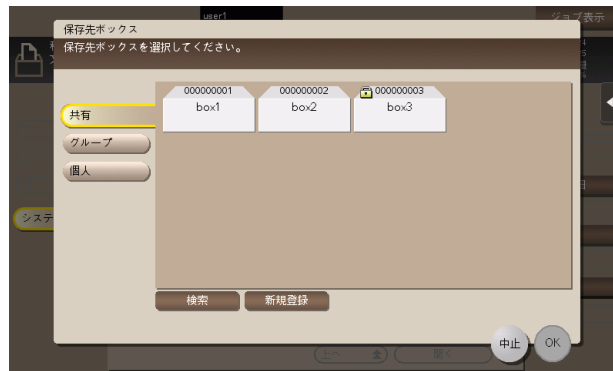 user1
ジョブ表示
保存先ボックス
保存先ボックスを選択してください。
000000001
000000002
000000003
box1
box2
box3
共有
グループ
個人
システ
検索
新規登録
中止
OK
上へ
開く